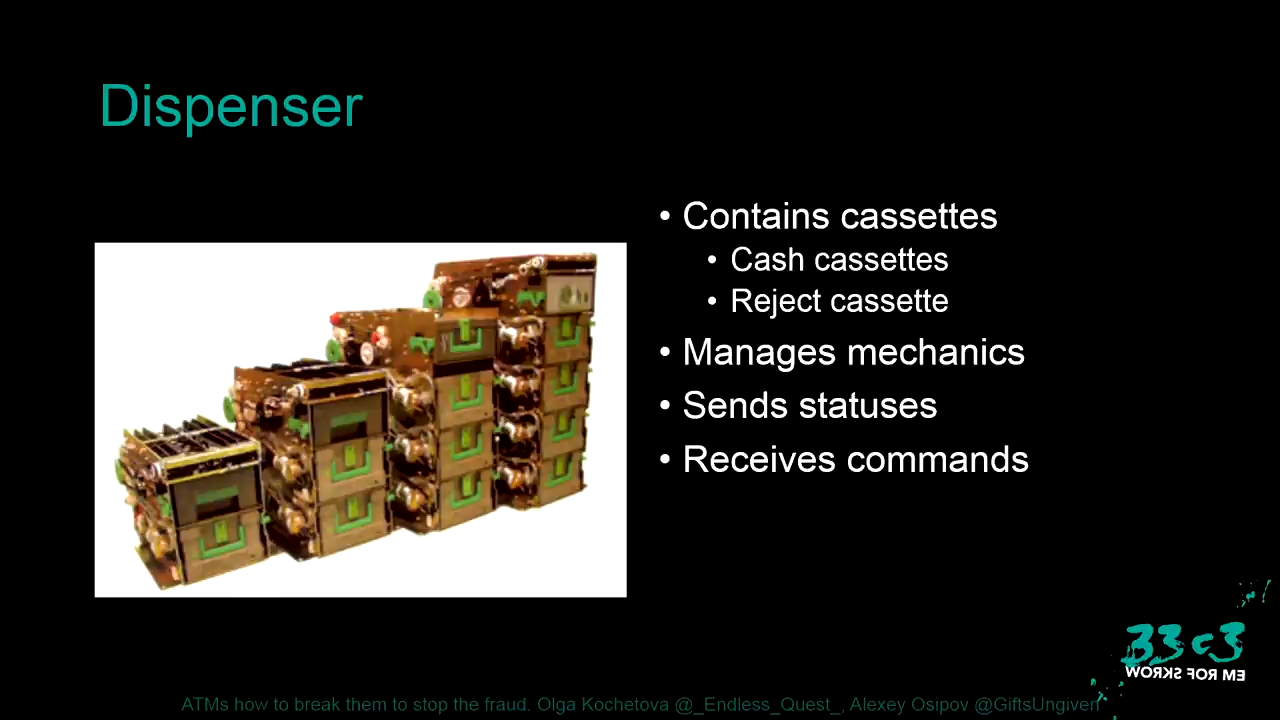 Dispenser
• Contains cassettes
• Cash cassettes
• Reject cassette
• Manages mechanics
• Sends statuses
• Receives commands
33c3
WORKS FOR ME
ATMs how to break them to stop the fraud. Olga Kochetova @_Endless_Quest_, Alexey Osipov @GiftsUngiven